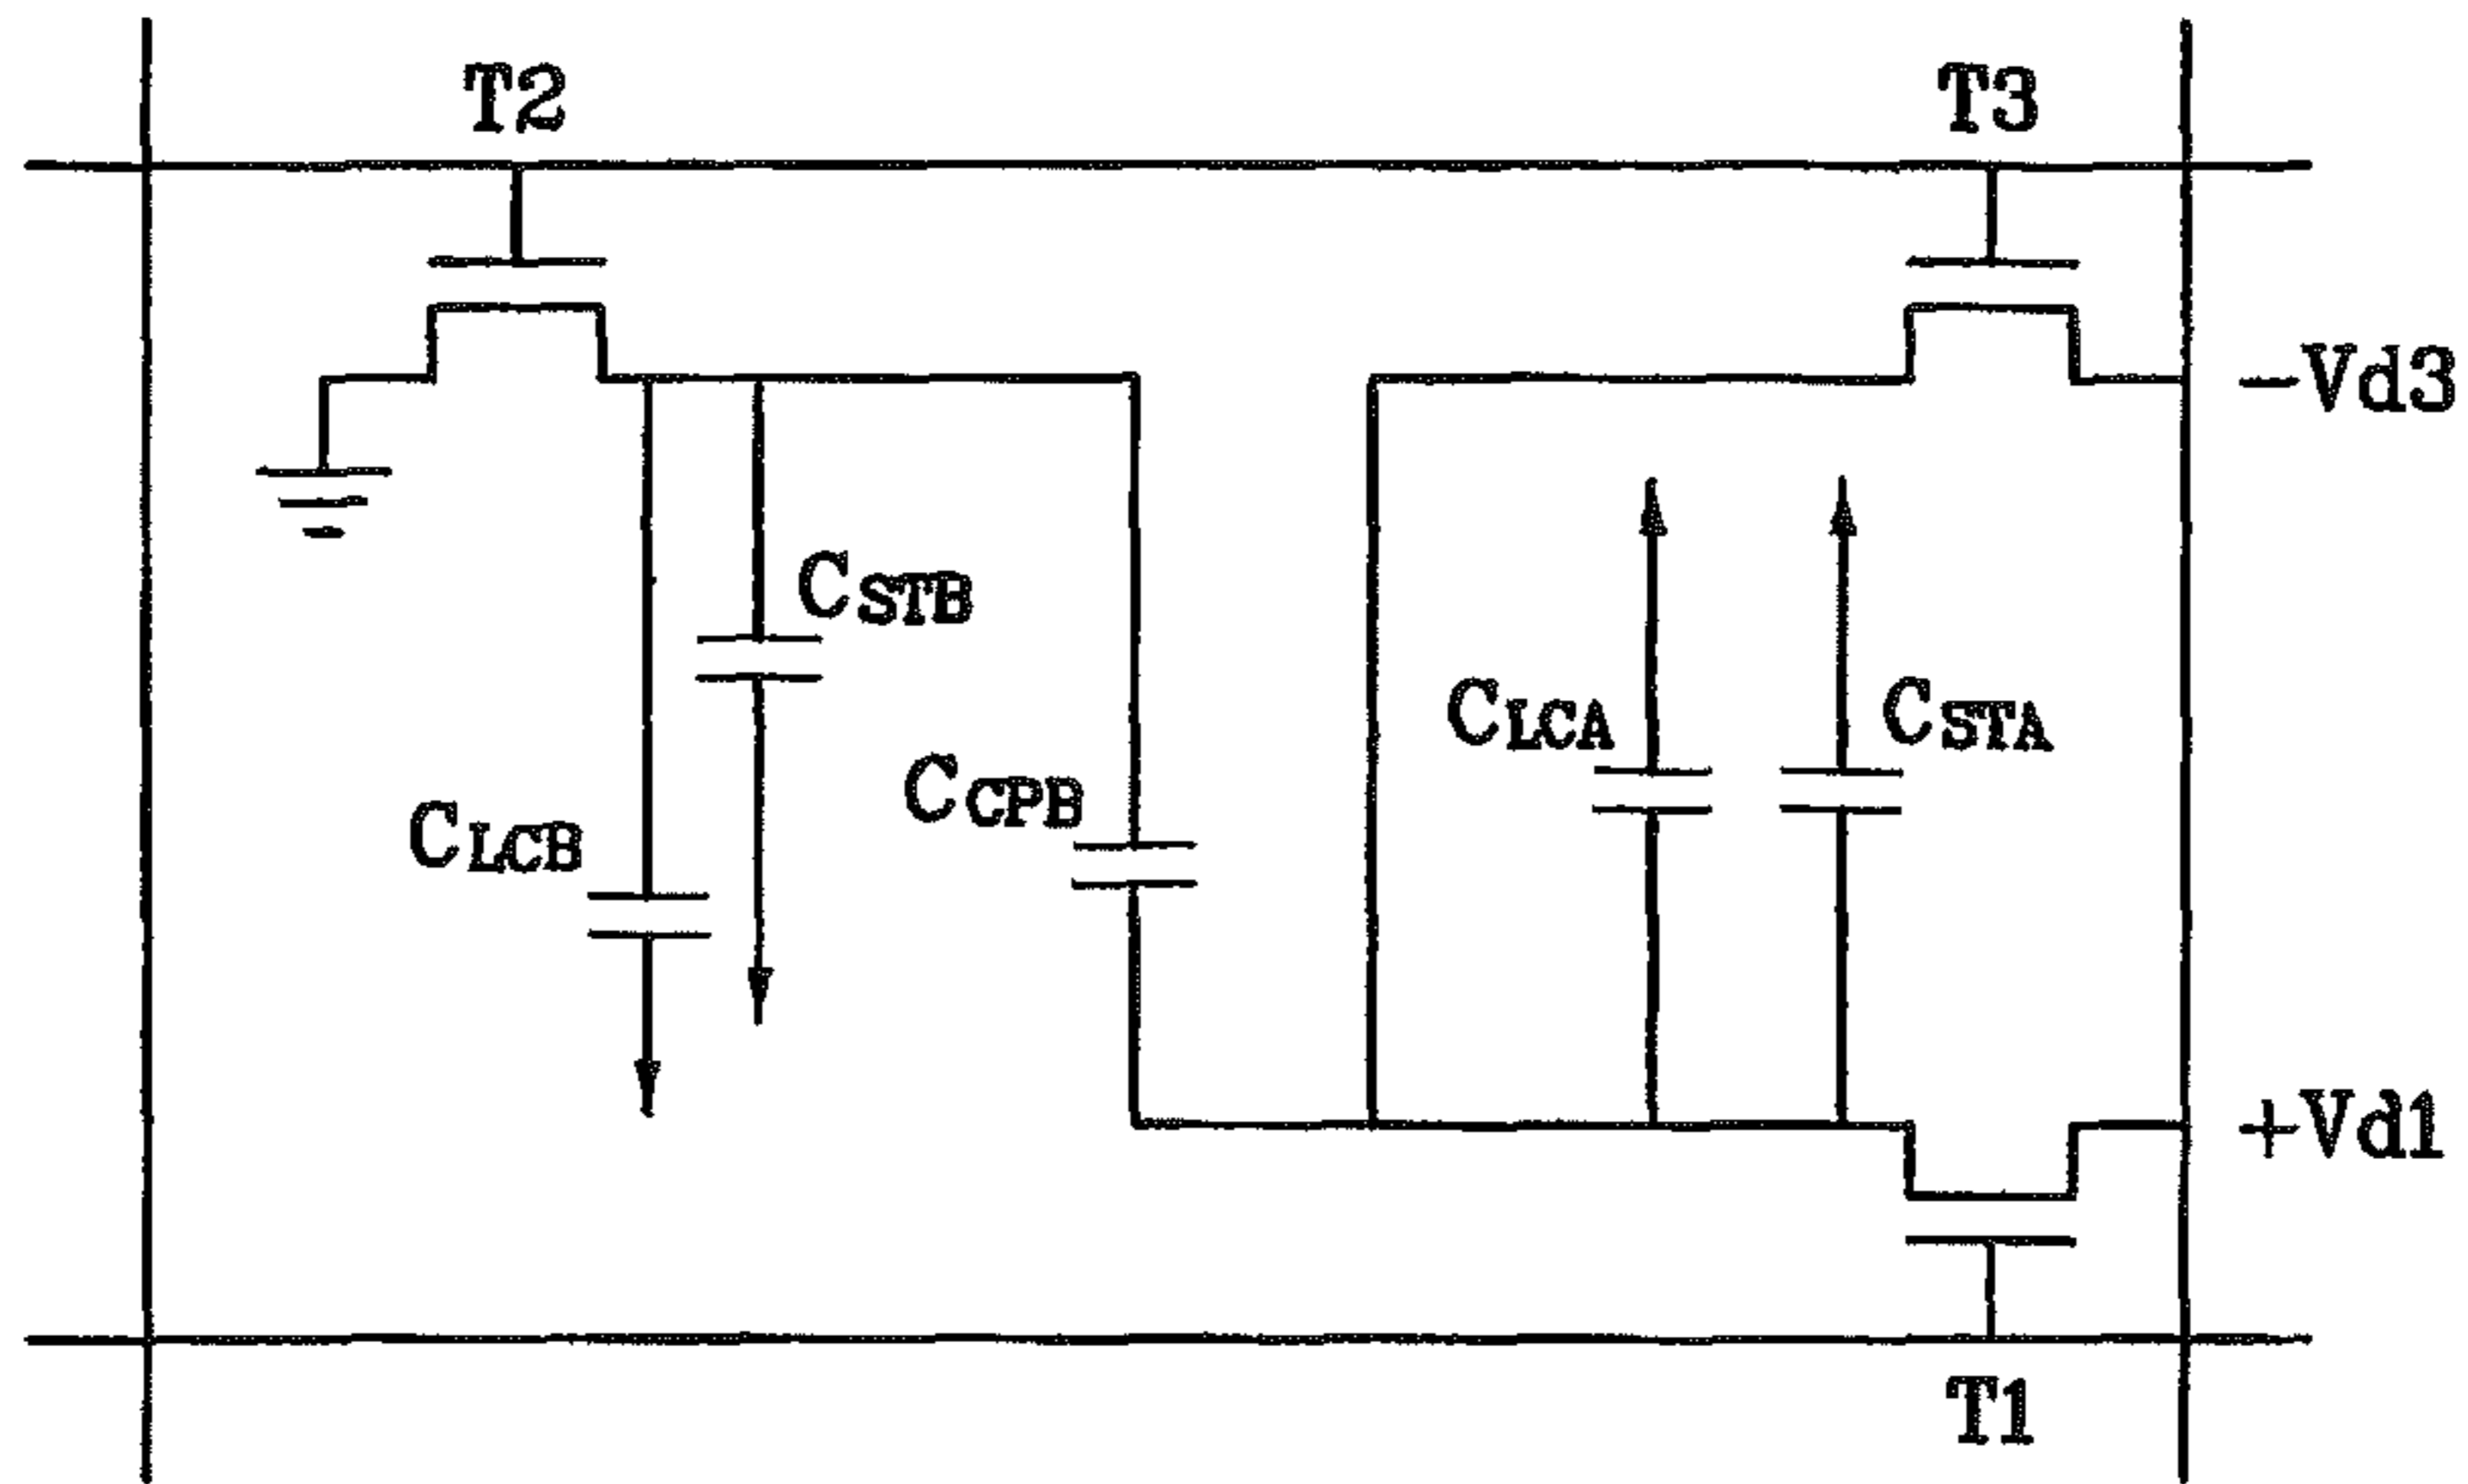 T2
T3
-Vd3
CSTB
CLCA
CSTA
CCPB
CLCB
+Vd1
T1